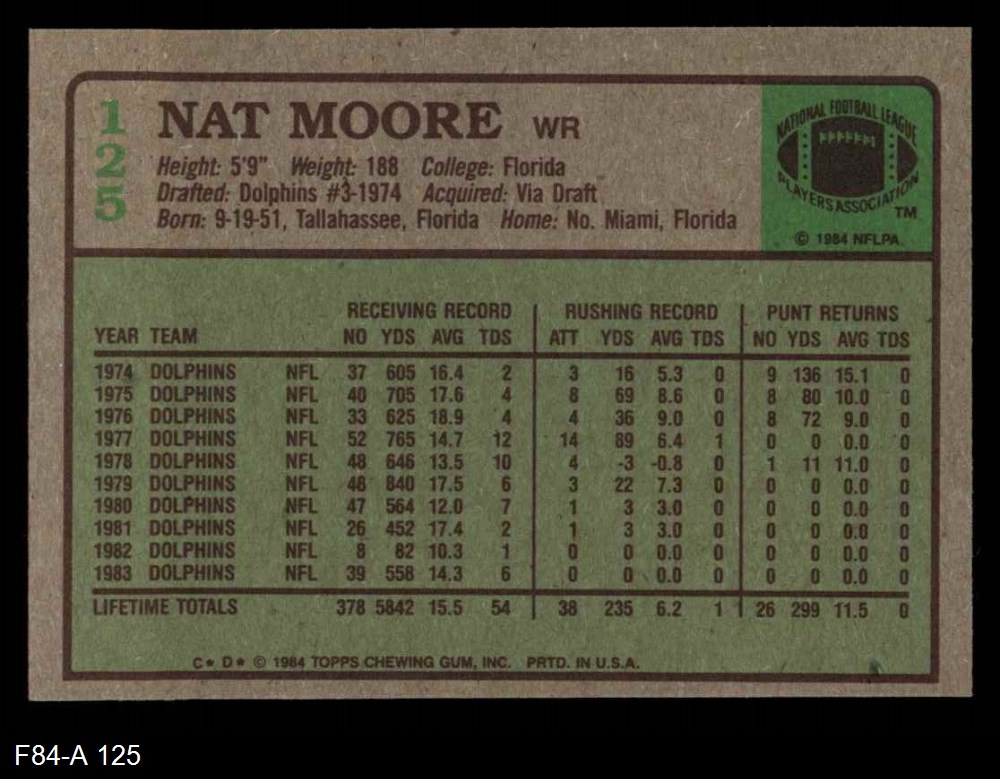 125
NAT MOORE WR
Height: 5'9" Weight: 188 College: Florida
Drafted: Dolphins #3-1974 Acquired: Via Draft
Born: 9-19-51, Tallahassee, Florida Home: No. Miami, Florida
NATIONAL FOOTBALL LEAGUE
PLAYERS ASSOCIATION
TM
© 1984 NFLPA
RECEIVING RECORD RUSHING RECORD PUNT RETURNS
YEAR TEAM NO YDS AVG TDS ATT YDS AVG TDS NO YDS AVG TDS
1974 DOLPHINS NFL 37 605 16.4 2 3 16 5.3 0 9 136 15.1 0
1975 DOLPHINS NFL 40 705 17.6 4 8 69 8.6 0 8 80 10.0 0
1976 DOLPHINS NFL 33 625 18.9 4 4 36 9.0 0 8 72 9.0 0
1977 DOLPHINS NFL 52 765 14.7 12 14 89 6.4 1 0 0 0.0 0
1978 DOLPHINS NFL 48 646 13.5 10 4 -3 -0.8 0 1 11 11.0 0
1979 DOLPHINS NFL 48 840 17.5 6 3 22 7.3 0 0 0 0.0 0
1980 DOLPHINS NFL 47 564 12.0 7 1 3 3.0 0 0 0 0.0 0
1981 DOLPHINS NFL 26 452 17.4 2 1 3 3.0 0 0 0 0.0 0
1982 DOLPHINS NFL 8 82 10.3 1 0 0 0.0 0 0 0 0.0 0
1983 DOLPHINS NFL 39 558 14.3 6 0 0 0.0 0 0 0 0.0 0
LIFETIME TOTALS 378 5842 15.5 54 38 235 6.2 1 26 299 11.5 0
C* D* © 1984 TOPPS CHEWING GUM, INC. PRTD. IN U.S.A.
F84-A 125